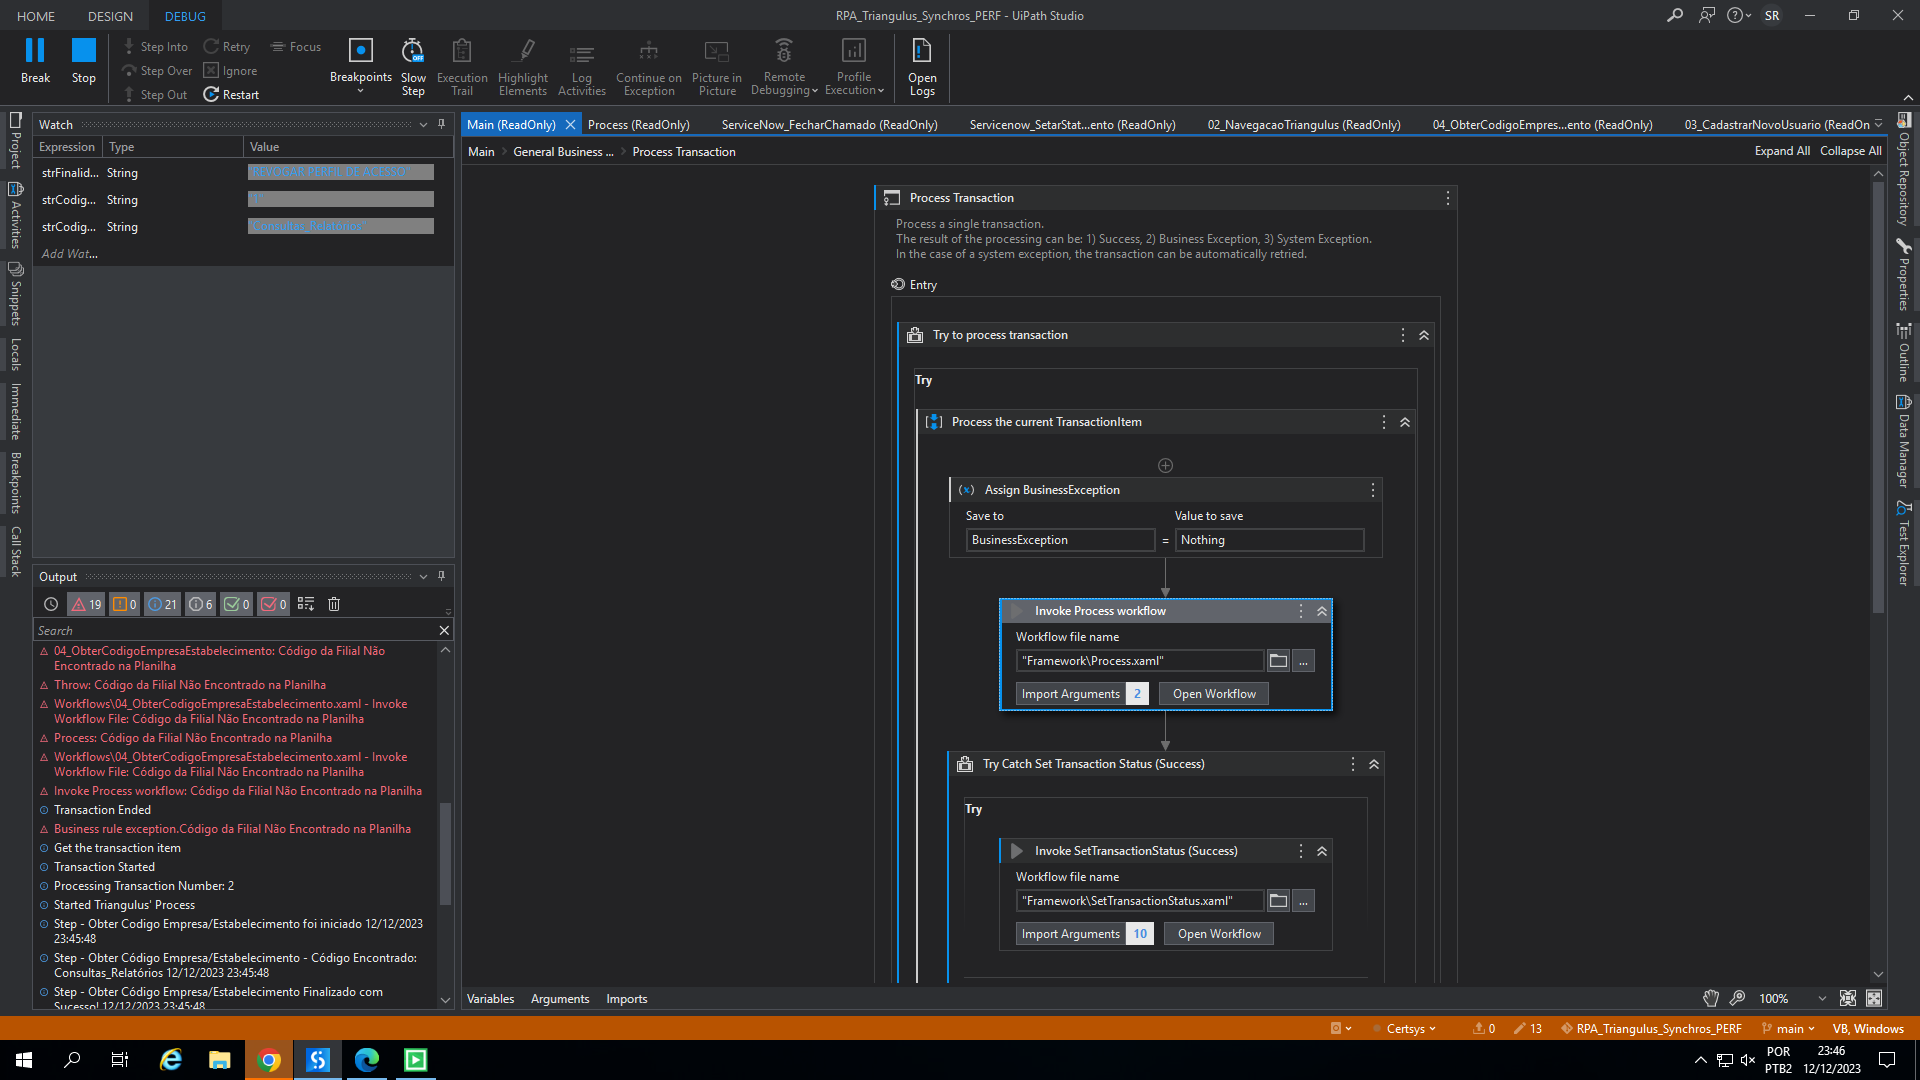 HOME DESIGN DEBUG RPA_Triangulus_Synchros_PERF - UiPath Studio SR
Step Into Retry Focus
Break Stop Step Over Ignore Breakpoints Slow Step Execution Trail Highlight Elements Log Activities Continue on Exception Picture in Picture Remote Debugging Profile Execution Open Logs
Step Out Restart
Watch
Expression Type Value
strFinalid... String "REVOGAR PERFIL DE ACESSO"
strCodig... String
strCodig... String "Consultas_Relatórios"
Add Wat...
Project
Activities
Snippets
Locals
Immediate
Breakpoints
Call Stack
Output
19 0 21 6 0 0
Search
04_ObterCodigoEmpresaEstabelecimento: Código da Filial Não
Encontrado na Planilha
Throw: Código da Filial Não Encontrado na Planilha
Workflows\04_ObterCodigoEmpresaEstabelecimento.xaml - Invoke
Workflow File: Código da Filial Não Encontrado na Planilha
Process: Código da Filial Não Encontrado na Planilha
Workflows\04_ObterCodigoEmpresaEstabelecimento.xaml - Invoke
Workflow File: Código da Filial Não Encontrado na Planilha
Invoke Process workflow: Código da Filial Não Encontrado na Planilha
Transaction Ended
Business rule exception.Código da Filial Não Encontrado na Planilha
Get the transaction item
Transaction Started
Processing Transaction Number: 2
Started Triangulus' Process
Step - Obter Codigo Empresa/Estabelecimento foi iniciado 12/12/2023
23:45:48
Step - Obter Codigo Empresa/Estabelecimento - Código Encontrado:
Consultas_Relatórios 12/12/2023 23:45:48
Step - Obter Código Empresa/Estabelecimento Finalizado com
Sucesso! 12/12/2023 23:45:48
Main (ReadOnly) Process (ReadOnly) ServiceNow_FecharChamado (ReadOnly) Servicenow_SetarStat...ento (ReadOnly) 02_NavegacaoTriangulus (ReadOnly) 04_ObterCodigoEmpres...ento (ReadOnly) 03_CadastrarNovoUsuario (ReadOn
Main General Business ... Process Transaction Expand All Collapse All
Process Transaction
Process a single transaction.
The result of the processing can be: 1) Success, 2) Business Exception, 3) System Exception.
In the case of a system exception, the transaction can be automatically retried.
Entry
Try to process transaction
Try
Process the current TransactionItem
(x) Assign BusinessException
Save to Value to save
BusinessException = Nothing
Invoke Process workflow
Workflow file name
"Framework\Process.xaml" ...
Import Arguments 2 Open Workflow
Try Catch Set Transaction Status (Success)
Try
Invoke SetTransactionStatus (Success)
Workflow file name
"Framework\SetTransactionStatus.xaml" ...
Import Arguments 10 Open Workflow
Variables Arguments Imports 100%
Object Repository
Properties
Outline
Data Manager
Test Explorer
Certsys 0 13 RPA_Triangulus_Synchros_PERF main VB, Windows
POR
PTB2
23:46
12/12/2023